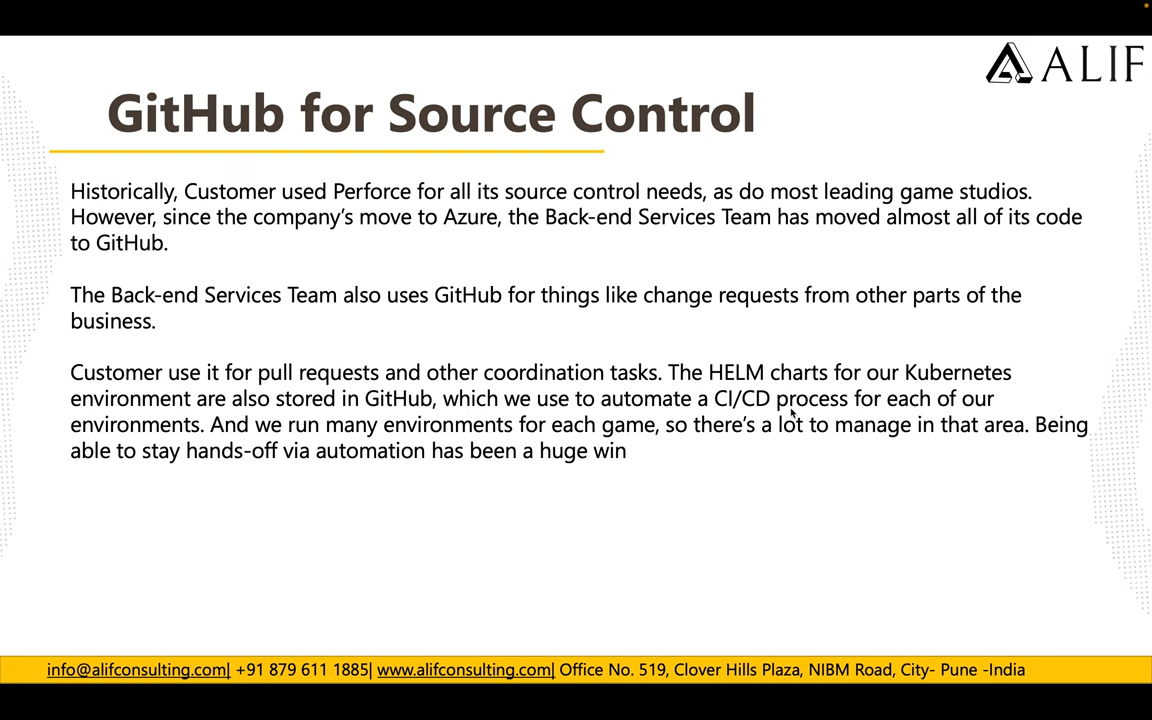 ALIF
GitHub for Source Control
Historically, Customer used Perforce for all its source control needs, as do most leading game studios.
However, since the company’s move to Azure, the Back-end Services Team has moved almost all of its code
to GitHub.
The Back-end Services Team also uses GitHub for things like change requests from other parts of the
business.
Customer use it for pull requests and other coordination tasks. The HELM charts for our Kubernetes
environment are also stored in GitHub, which we use to automate a CI/CD process for each of our
environments. And we run many environments for each game, so there’s a lot to manage in that area. Being
able to stay hands-off via automation has been a huge win
info@alifconsulting.com| +91 879 611 1885| www.alifconsulting.com| Office No. 519, Clover Hills Plaza, NIBM Road, City- Pune -India